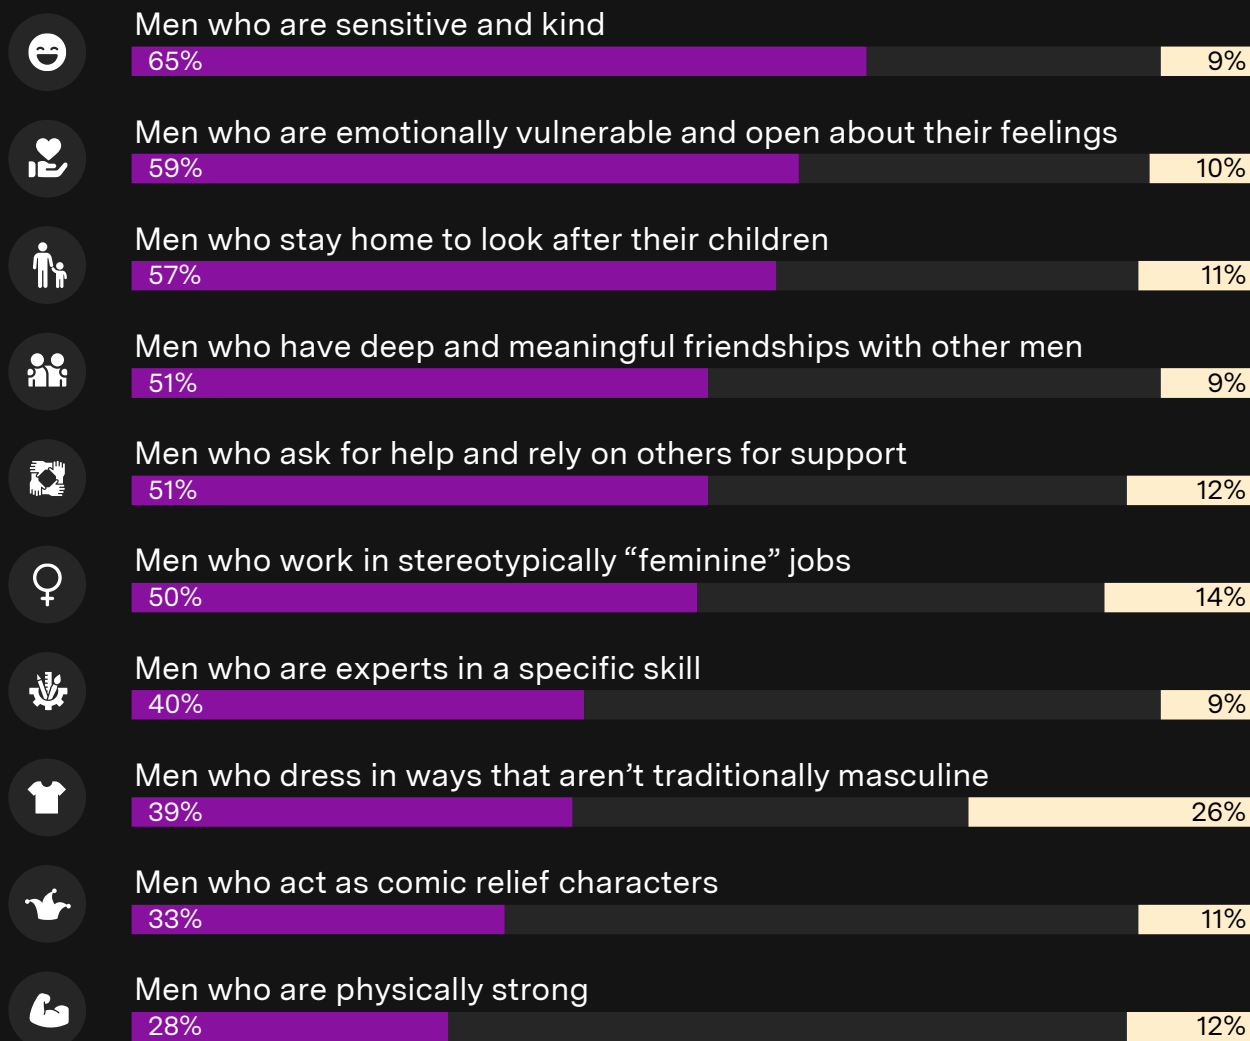 Men who are sensitive and kind
65% 9%
Men who are emotionally vulnerable and open about their feelings
59% 10%
Men who stay home to look after their children
57% 11%
Men who have deep and meaningful friendships with other men
51% 9%
Men who ask for help and rely on others for support
51% 12%
Men who work in stereotypically “feminine” jobs
50% 14%
Men who are experts in a specific skill
40% 9%
Men who dress in ways that aren’t traditionally masculine
39% 26%
Men who act as comic relief characters
33% 11%
Men who are physically strong
28% 12%